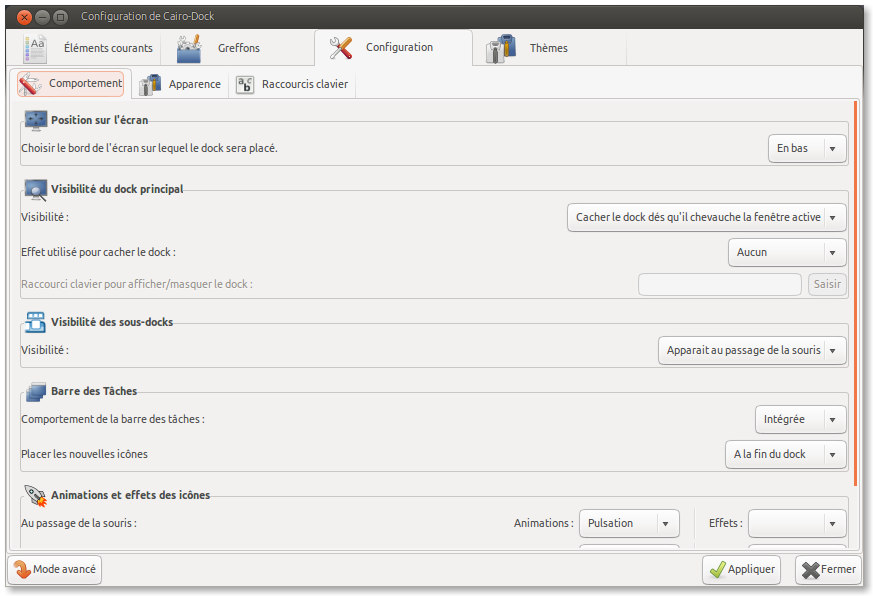 Configuration de Cairo-Dock
Éléments courants
Greffons
Configuration
Thèmes
Comportement
Apparence
Raccourcis clavier
Position sur l'écran
Choisir le bord de l'écran sur lequel le dock sera placé.
En bas
Visibilité du dock principal
Visibilité :
Cacher le dock dés qu'il chevauche la fenêtre active
Effet utilisé pour cacher le dock :
Aucun
Raccourci clavier pour afficher/masquer le dock :
Saisir
Visibilité des sous-docks
Visibilité :
Apparait au passage de la souris
Barre des Tâches
Comportement de la barre des tâches :
Intégrée
Placer les nouvelles icônes
A la fin du dock
Animations et effets des icônes
Au passage de la souris :
Animations :
Pulsation
Effets :
Mode avancé
Appliquer
Fermer